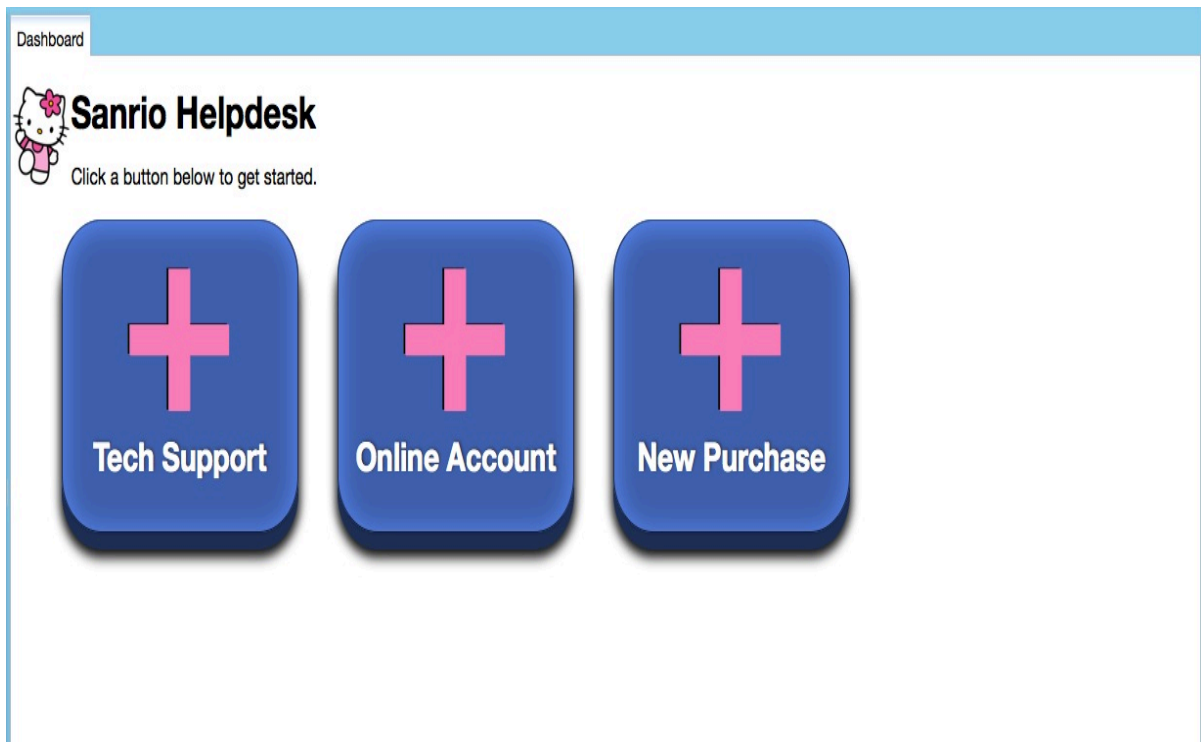 Dashboard
Sanrio Helpdesk
Click a button below to get started.
Tech Support
Online Account
New Purchase